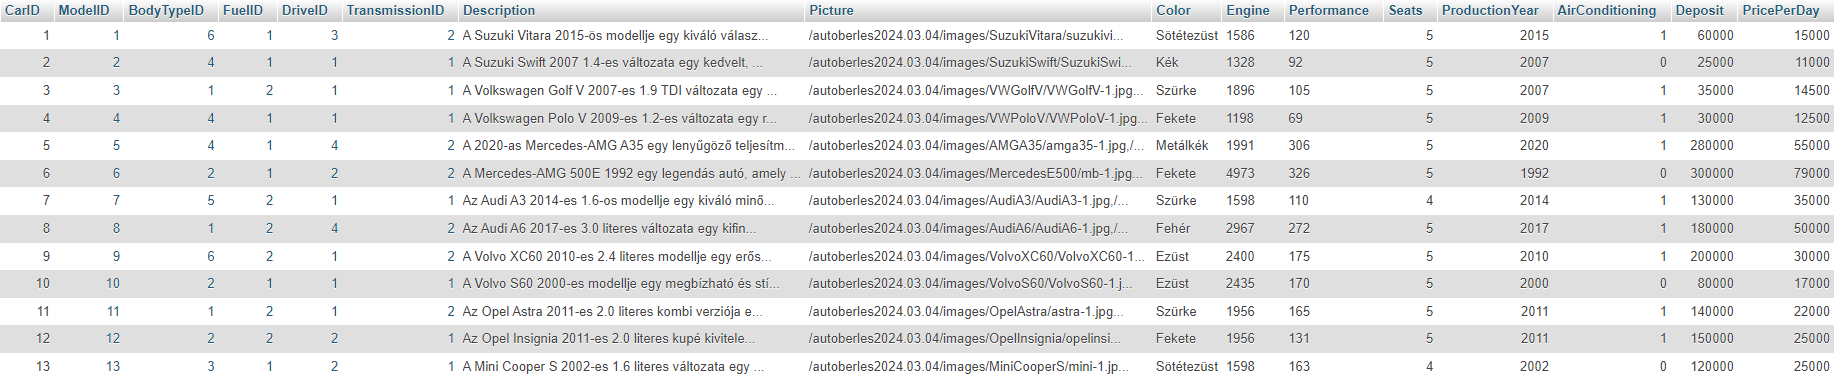 CarID ModelID BodyTypeID FuelID DriveID TransmissionID Description Picture Color Engine Performance Seats ProductionYear AirConditioning Deposit PricePerDay
1 1 6 1 3 2 A Suzuki Vitara 2015-ös modellje egy kiváló válasz... /autoberles2024.03.04/images/SuzukiVitara/suzukivi... Sötétezüst 1586 120 5 2015 1 60000 15000
2 2 4 1 1 1 A Suzuki Swift 2007 1.4-es változata egy kedvelt, ... /autoberles2024.03.04/images/SuzukiSwift/SuzukiSwi... Kék 1328 92 5 2007 0 25000 11000
3 3 1 2 1 1 A Volkswagen Golf V 2007-es 1.9 TDI változata egy ... /autoberles2024.03.04/images/VWGolfV/VWGolfV-1.jpg... Szürke 1896 105 5 2007 1 35000 14500
4 4 4 1 1 1 A Volkswagen Polo V 2009-es 1.2-es változata egy r... /autoberles2024.03.04/images/VWPoloV/VWPoloV-1.jpg... Fekete 1198 69 5 2009 1 30000 12500
5 5 4 1 4 2 A 2020-as Mercedes-AMG A35 egy lenyűgöző teljesítm... /autoberles2024.03.04/images/AMGA35/amga35-1.jpg,/... Metálkék 1991 306 5 2020 1 280000 55000
6 6 2 1 2 2 A Mercedes-AMG 500E 1992 egy legendás autó, amely ... /autoberles2024.03.04/images/MercedesE500/mb-1.jpg... Fekete 4973 326 5 1992 0 300000 79000
7 7 5 2 1 1 Az Audi A3 2014-es 1.6-os modellje egy kiváló minő... /autoberles2024.03.04/images/AudiA3/AudiA3-1.jpg,/... Szürke 1598 110 4 2014 1 130000 35000
8 8 1 2 4 2 Az Audi A6 2017-es 3.0 literes változata egy kifin... /autoberles2024.03.04/images/AudiA6/AudiA6-1.jpg,/... Fehér 2967 272 5 2017 1 180000 50000
9 9 6 2 1 2 A Volvo XC60 2010-es 2.4 literes modellje egy erős... /autoberles2024.03.04/images/VolvoXC60/VolvoXC60-1... Ezüst 2400 175 5 2010 1 200000 30000
10 10 2 1 1 1 A Volvo S60 2000-es modellje egy megbízható és stí... /autoberles2024.03.04/images/VolvoS60/VolvoS60-1.j... Ezüst 2435 170 5 2000 0 80000 17000
11 11 1 2 1 2 Az Opel Astra 2011-es 2.0 literes kombi verziója e... /autoberles2024.03.04/images/OpelAstra/astra-1.jpg... Szürke 1956 165 5 2011 1 140000 22000
12 12 2 2 2 1 Az Opel Insignia 2011-es 2.0 literes kupé kivitele... /autoberles2024.03.04/images/OpelInsignia/opelinsi... Fekete 1956 131 5 2011 1 150000 25000
13 13 3 1 2 1 A Mini Cooper S 2002-es 1.6 literes változata egy ... /autoberles2024.03.04/images/MiniCooperS/mini-1.jp... Sötétezüst 1598 163 4 2002 0 120000 25000